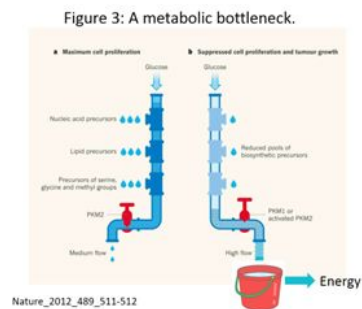 Figure 3: A metabolic bottleneck.
a Maximum cell proliferation
b Suppressed cell proliferation and tumour growth
Glucose
Glucose
Nucleic acid precursors
Lipid precursors
Reduced pools of
biosynthetic precursors
Precursors of serine,
glycine and methyl groups
PKM2
PKM1 or
activated PKM2
Medium flow
High flow
Energy
Nature_2012_489_511-512